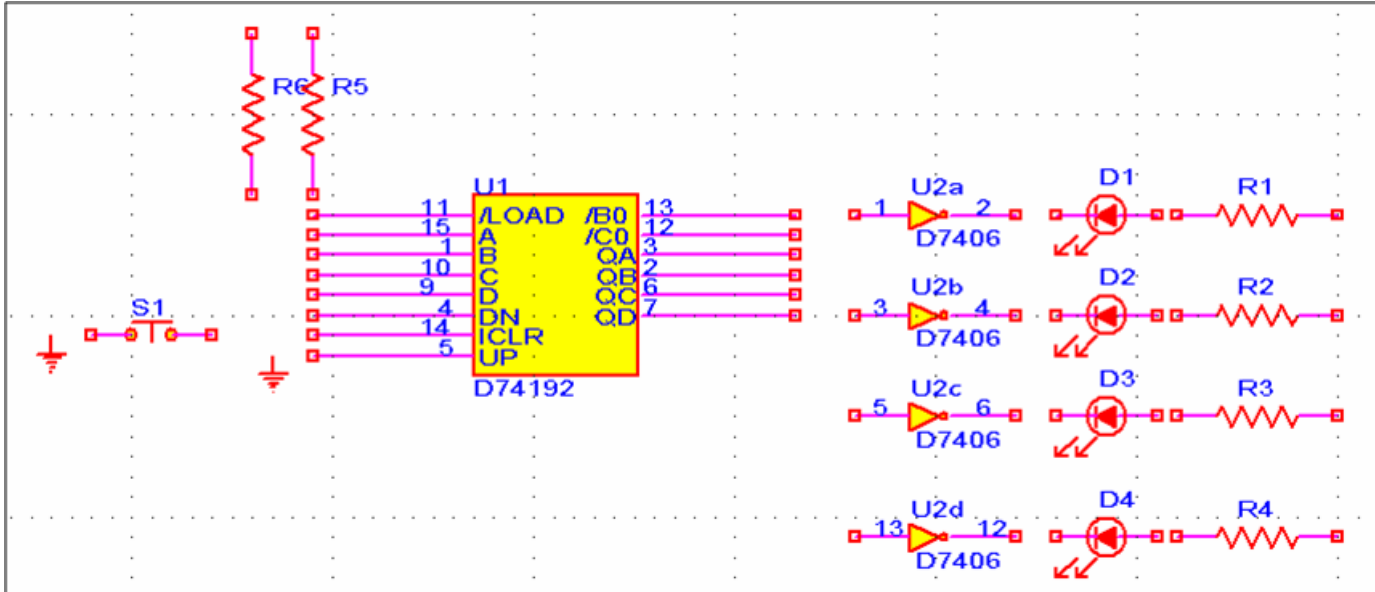 R6 R5
U1
11 /LOAD /B0 13
15 A /C0 12
1 B QA 3
10 C QB 2
9 D QC 6
4 DN QD 7
14 ICLR
5 UP
D74192
S1
U2a
1 2
D7406
D1
R1
U2b
3 4
D7406
D2
R2
U2c
5 6
D7406
D3
R3
U2d
13 12
D7406
D4
R4